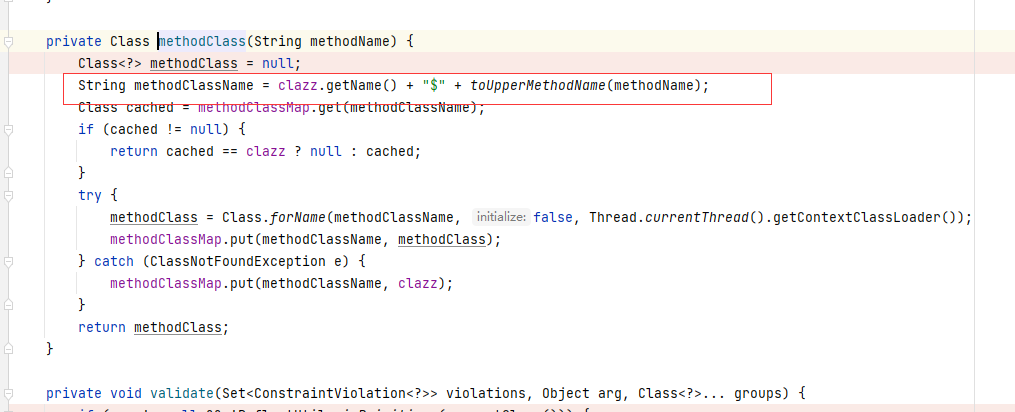 }
private Class methodClass(String methodName) {
Class<?> methodClass = null;
String methodClassName = clazz.getName() + "$" + toUpperMethodName(methodName);
Class cached = methodClassMap.get(methodClassName);
if (cached != null) {
return cached == clazz ? null : cached;
}
try {
methodClass = Class.forName(methodClassName, initialize: false, Thread.currentThread().getContextClassLoader());
methodClassMap.put(methodClassName, methodClass);
} catch (ClassNotFoundException e) {
methodClassMap.put(methodClassName, clazz);
}
return methodClass;
}
private void validate(Set<ConstraintViolation<?>> violations, Object arg, Class<?>... groups) {